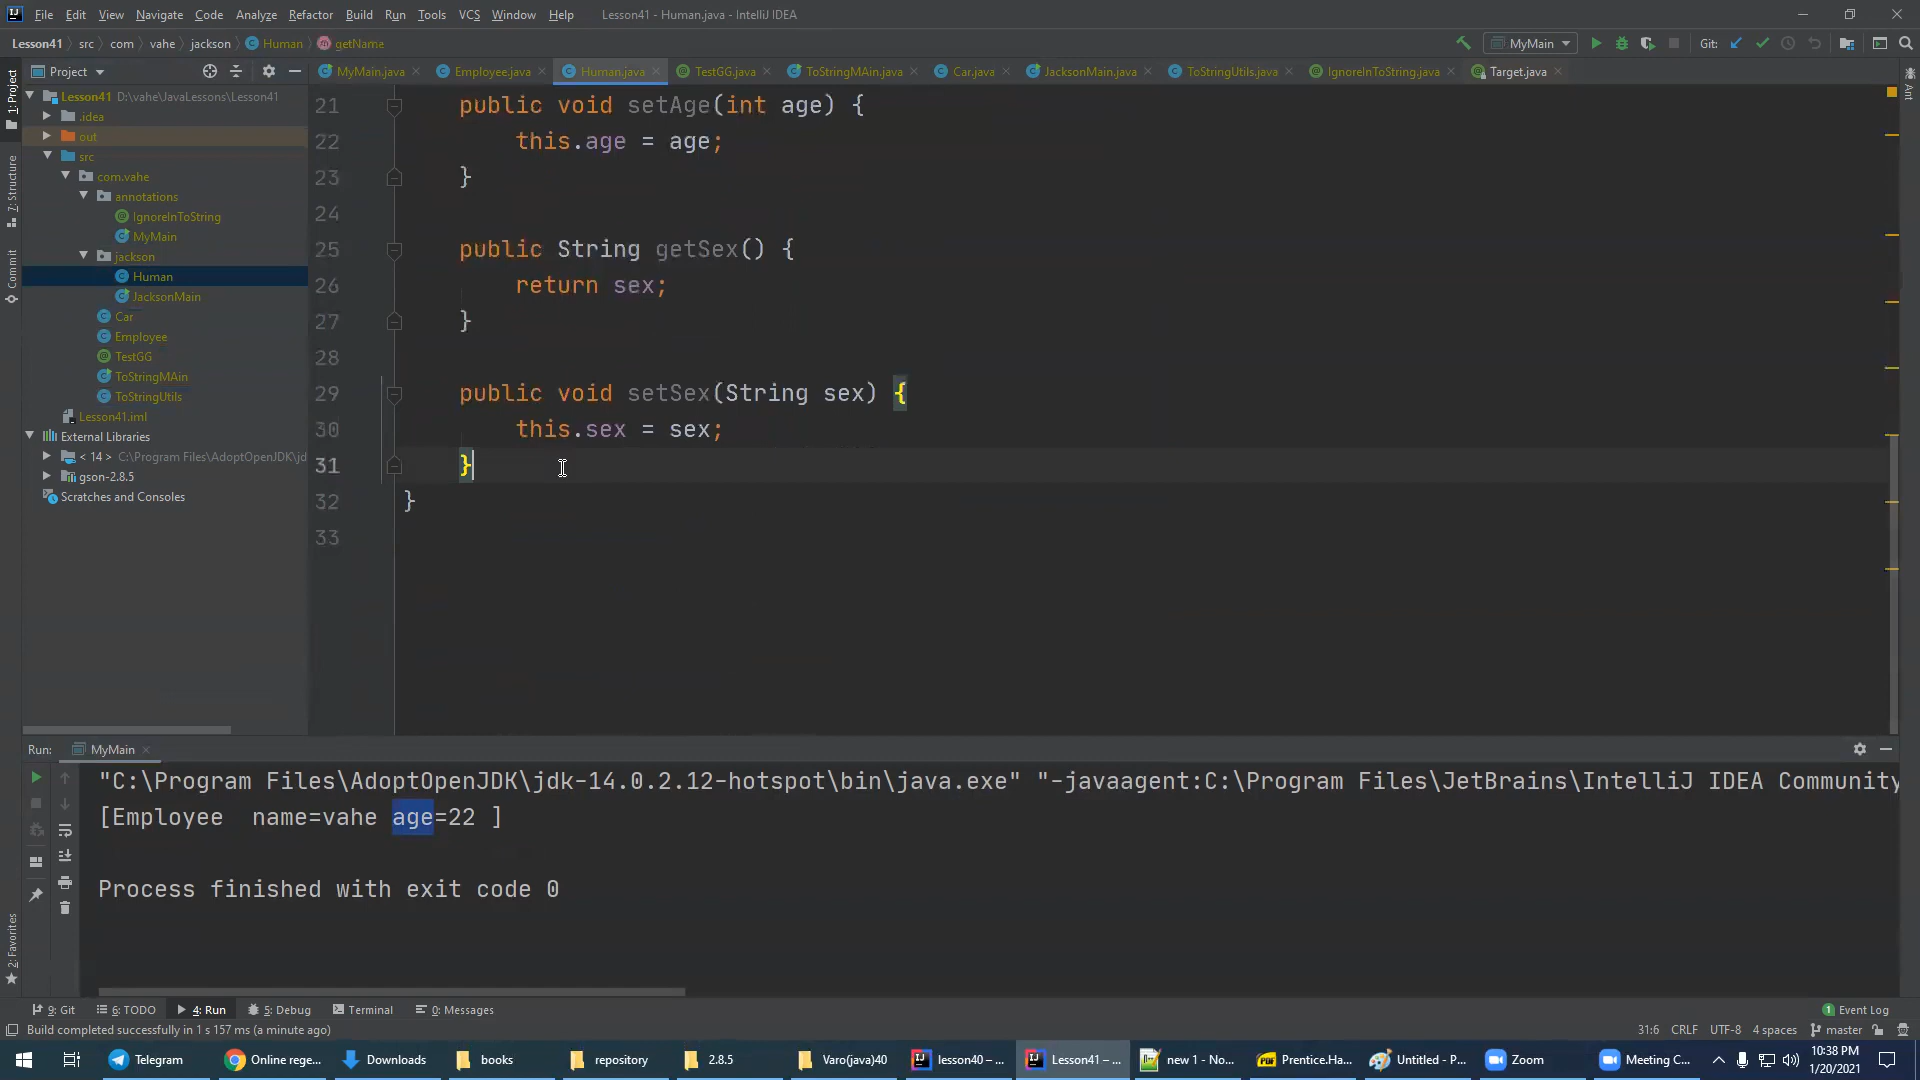 File Edit View Navigate Code Analyze Refactor Build Run Tools VCS Window Help Lesson41 - Human.java - IntelliJ IDEA
Lesson41 src com vahe jackson Human getName MyMain Git:
Project MyMain.java Employee.java Human.java TestGG.java ToStringMAin.java Car.java JacksonMain.java ToStringUtils.java IgnoreInToString.java Target.java
1: Project
7: Structure
Commit
2: Favorites
Ant
Lesson41 D:\vahe\JavaLessons\Lesson41
.idea
out
src
com.vahe
annotations
IgnoreInToString
MyMain
jackson
Human
JacksonMain
Car
Employee
TestGG
ToStringMAin
ToStringUtils
Lesson41.iml
External Libraries
< 14 > C:\Program Files\AdoptOpenJDK\jd
gson-2.8.5
Scratches and Consoles
21 public void setAge(int age) {
22 this.age = age;
23 }
24
25 public String getSex() {
26 return sex;
27 }
28
29 public void setSex(String sex) {
30 this.sex = sex;
31 }
32 }
33
Run: MyMain
"C:\Program Files\AdoptOpenJDK\jdk-14.0.2.12-hotspot\bin\java.exe" "-javaagent:C:\Program Files\JetBrains\IntelliJ IDEA Community
[Employee  name=vahe age=22 ]
Process finished with exit code 0
9: Git 6: TODO 4: Run 5: Debug Terminal 0: Messages 1 Event Log
Build completed successfully in 1 s 157 ms (a minute ago) 31:6 CRLF UTF-8 4 spaces master
Telegram Online rege... Downloads books repository 2.8.5 Varo(java)40 lesson40 – ... Lesson41 – ... new 1 - No... Prentice.Ha... Untitled - P... Zoom Meeting C... 10:38 PM
1/20/2021